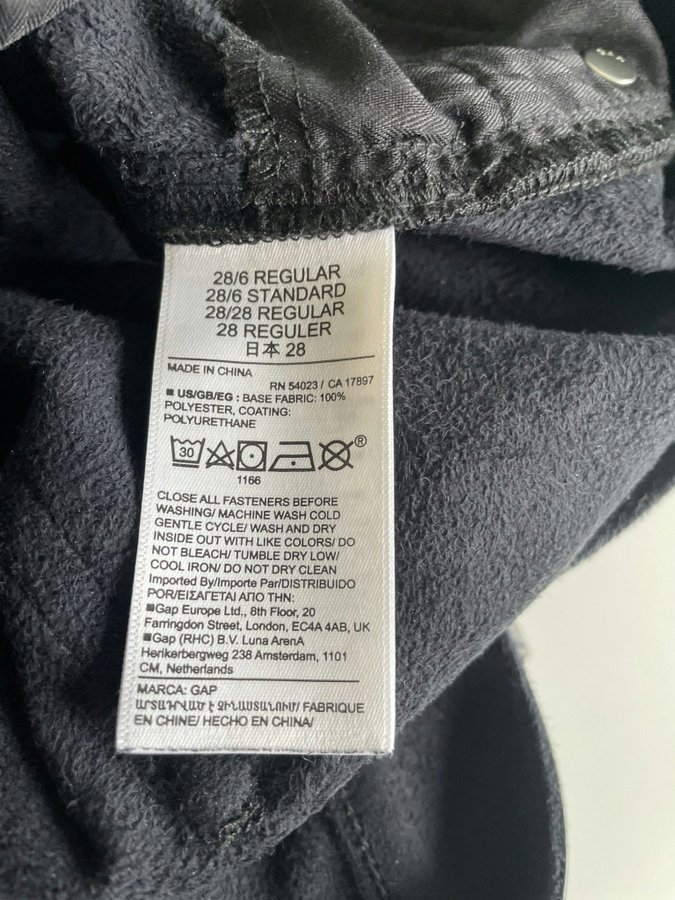 28/6 REGULAR
28/6 STANDARD
28/28 REGULAR
28 REGULER
日本 28
MADE IN CHINA
RN 54023 / CA 17897
■ US/GB/EG : BASE FABRIC: 100%
POLYESTER, COATING:
POLYURETHANE
30
®
1166
CLOSE ALL FASTENERS BEFORE
WASHING/ MACHINE WASH COLD
GENTLE CYCLE/ WASH AND DRY
INSIDE OUT WITH LIKE COLORS/ DO
NOT BLEACH/ TUMBLE DRY LOW/
COOL IRON/ DO NOT DRY CLEAN
Imported By/Importe Par/DISTRIBUIDO
POR/ΕΙΣΑΓΕΤΑΙ ΑΠΟ ΤΗΝ:
■Gap Europe Ltd., 8th Floor, 20
Farringdon Street, London, EC4A 4AB, UK
■Gap (RHC) B.V. Luna ArenA
Herikerbergweg 238 Amsterdam, 1101
CM, Netherlands
MARCA: GAP
ԱՐՏԱԴՎԱԾ Է ՉԻՆԱՍՏԱՆՈՒՄ/ FABRIQUE
EN CHINE/ HECHO EN CHINA/